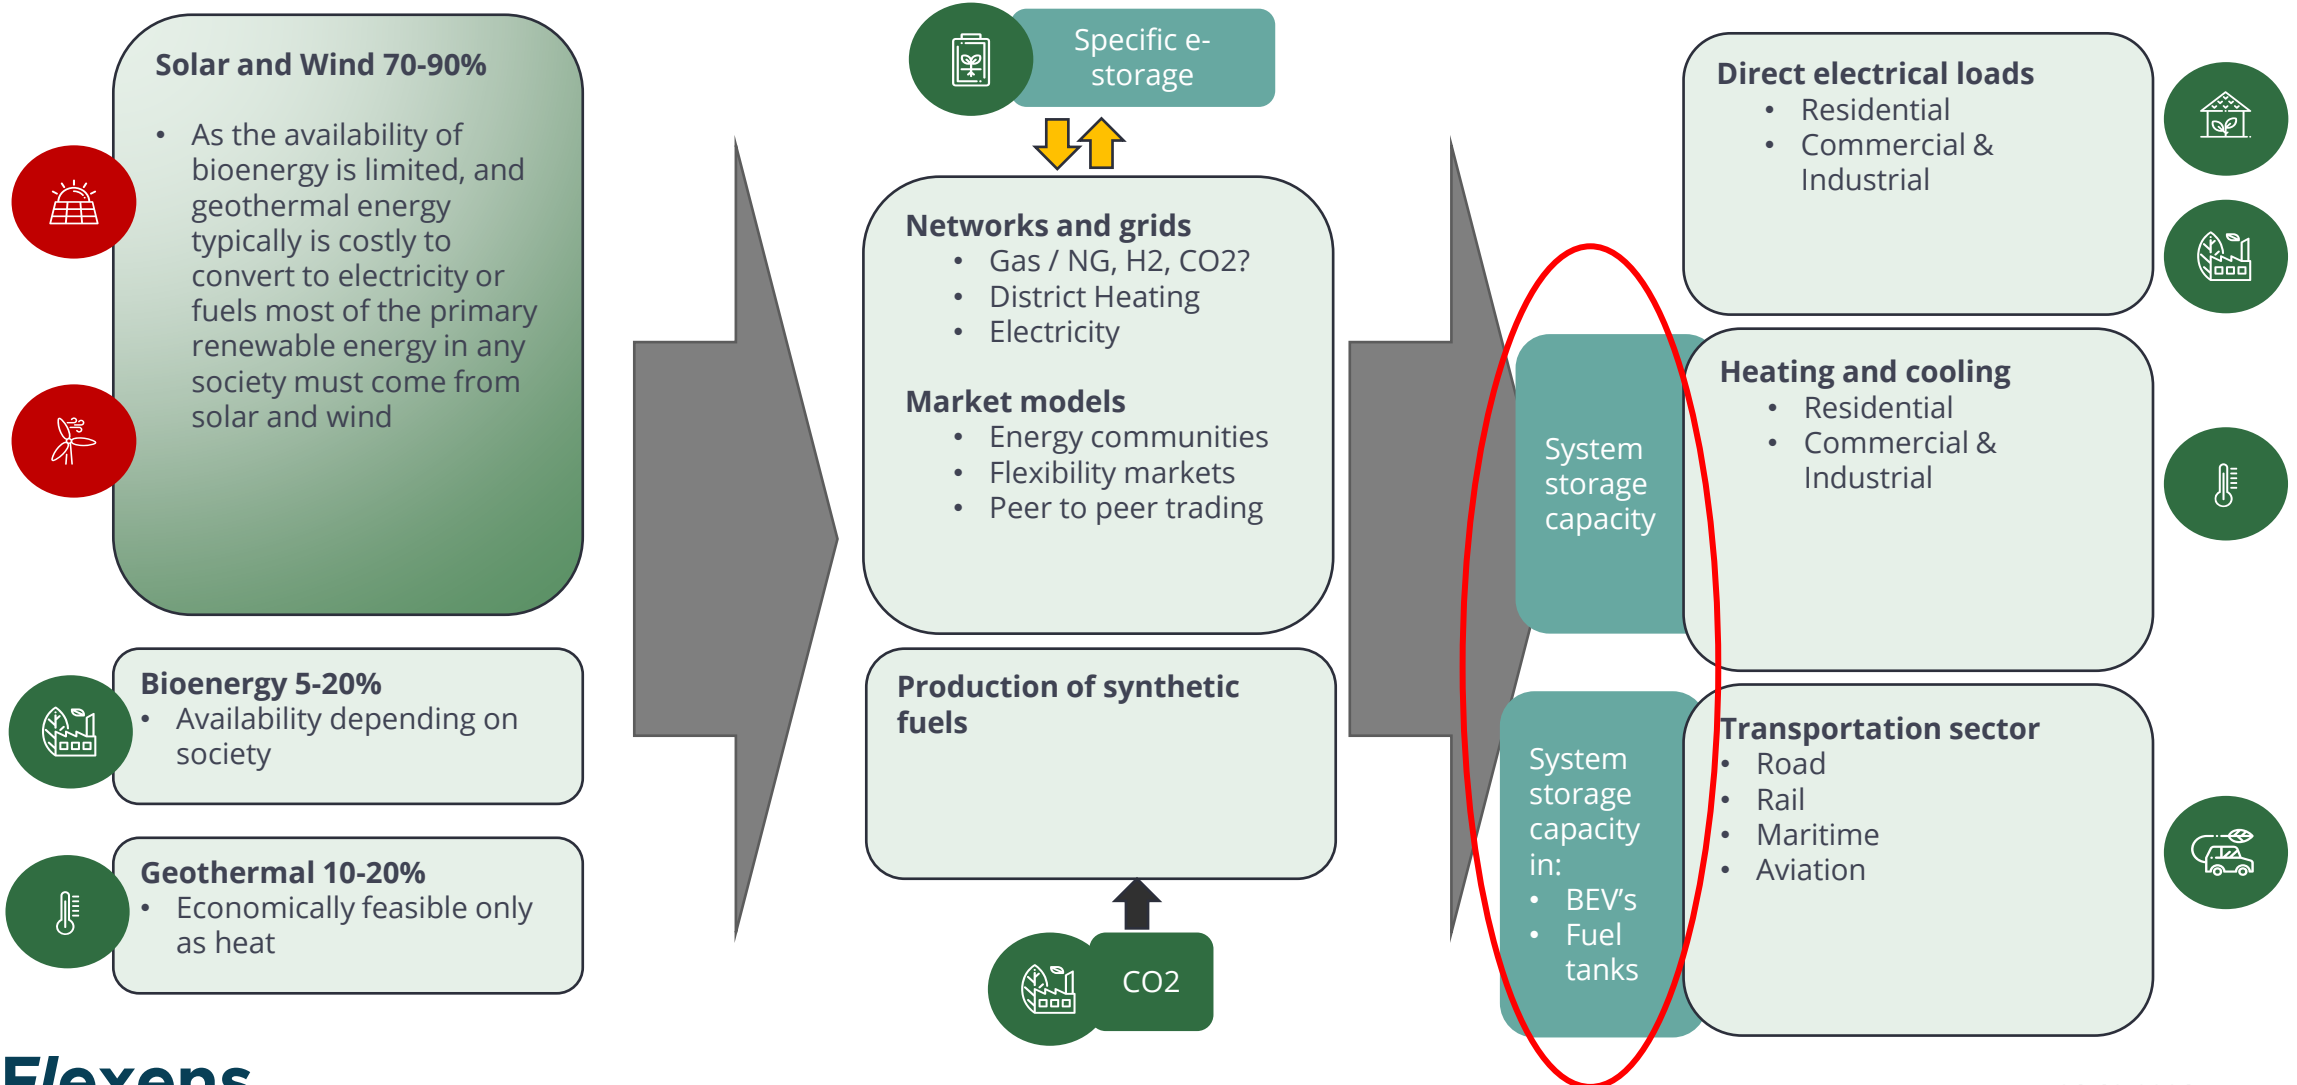 Solar and Wind 70-90%
• As the availability of
bioenergy is limited, and
geothermal energy
typically is costly to
convert to electricity or
fuels most of the primary
renewable energy in any
society must come from
solar and wind
Bioenergy 5-20%
• Availability depending on
society
Geothermal 10-20%
• Economically feasible only
as heat
Specific e-
storage
Networks and grids
• Gas / NG, H2, CO2?
• District Heating
• Electricity
Market models
• Energy communities
• Flexibility markets
• Peer to peer trading
Production of synthetic
fuels
CO2
Direct electrical loads
• Residential
• Commercial &
Industrial
System
storage
capacity
Heating and cooling
• Residential
• Commercial &
Industrial
System
storage
capacity
in:
• BEV's
• Fuel
tanks
Transportation sector
• Road
• Rail
• Maritime
• Aviation
Flexens